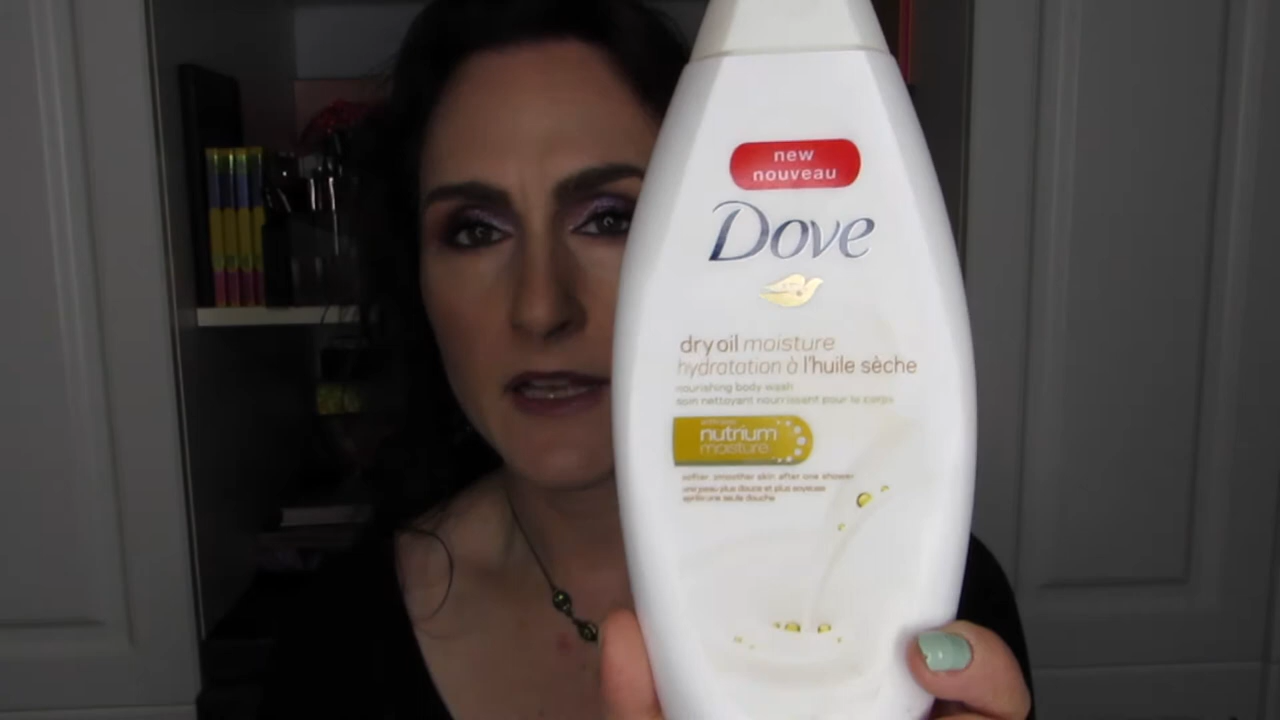 new
nouveau
Dove
dry oil moisture
hydratation à l'huile sèche
nourishing body wash
soin nettoyant nourrissant pour le corps
nutrium
moisture
softer, smoother skin after one shower
une peau plus douce et plus soyeuse
après une seule douche